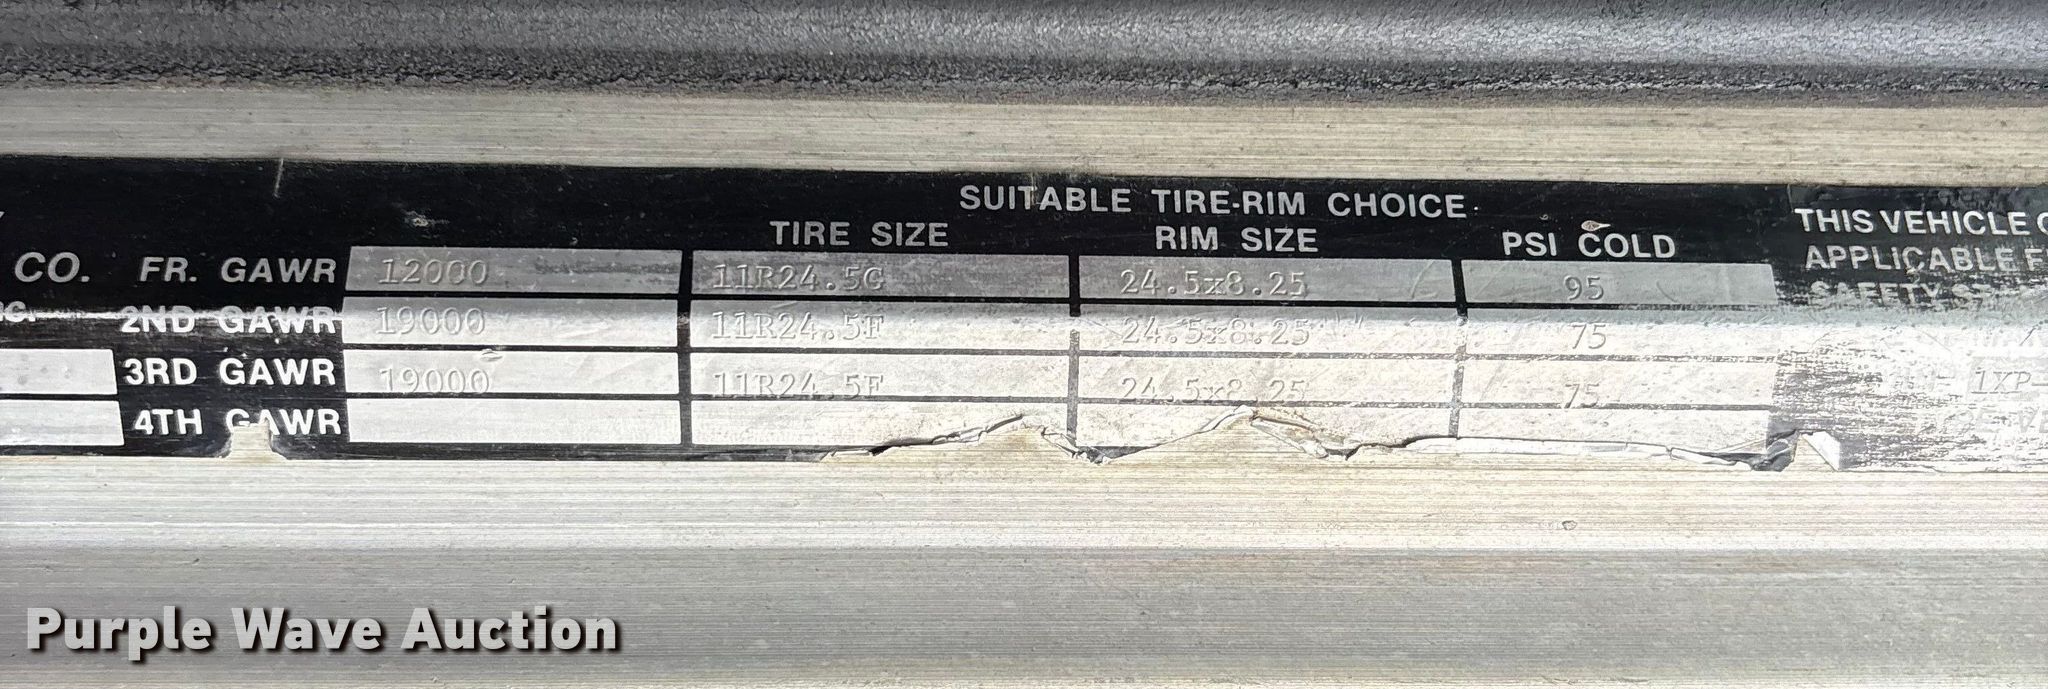 SUITABLE TIRE-RIM CHOICE
TIRE SIZE RIM SIZE PSI COLD
CO. FR. GAWR 12000 11R24.5G 24.5x8.25 95
2ND GAWR 19000 11R24.5F 24.5x8.25 75
3RD GAWR 19000 11R24.5F 24.5x8.25 75
4TH GAWR
THIS VEHICLE
APPLICABLE
SAFETY
1XP-
Purple Wave Auction